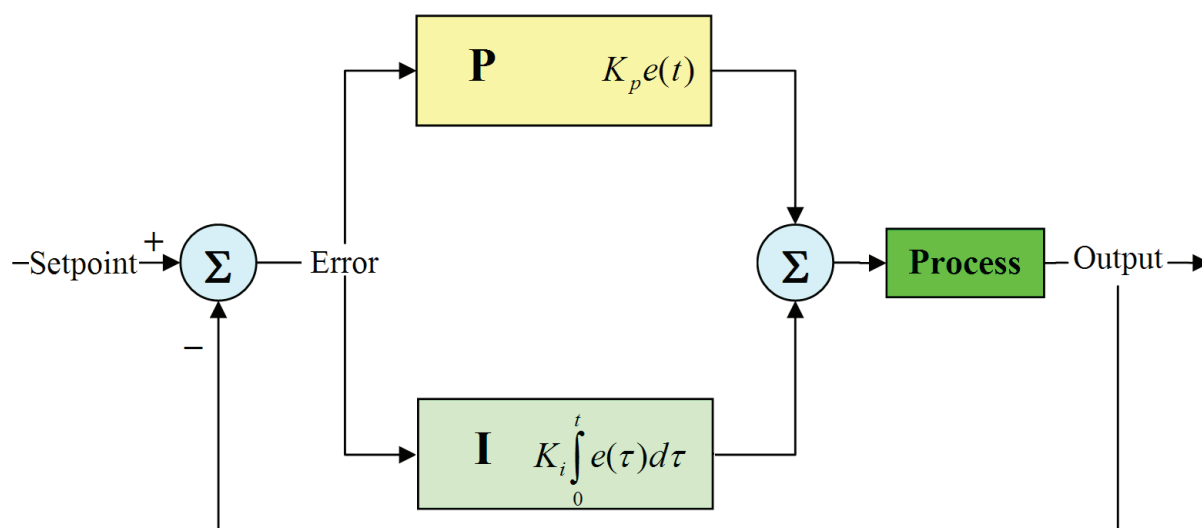 P K_p e(t)
–Setpoint
+
Σ
Error
Σ
Process
Output
–
I K_i ∫_0^t e(τ)dτ